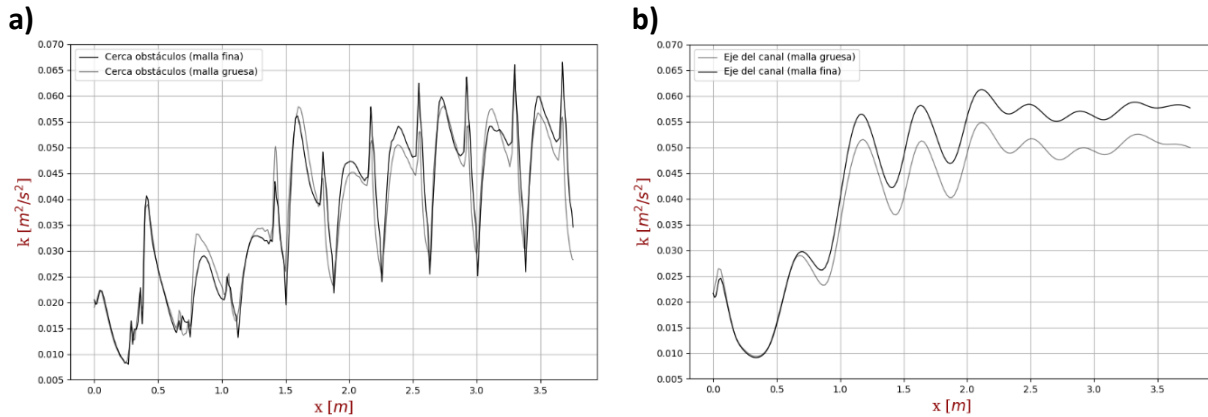 a)
Cerca obstáculos (malla fina)
Cerca obstáculos (malla gruesa)
k [m²/s²]
0.070
0.065
0.060
0.055
0.050
0.045
0.040
0.035
0.030
0.025
0.020
0.015
0.010
0.005
0.0 0.5 1.0 1.5 2.0 2.5 3.0 3.5
x [m]
b)
Eje del canal (malla gruesa)
Eje del canal (malla fina)
k [m²/s²]
0.070
0.065
0.060
0.055
0.050
0.045
0.040
0.035
0.030
0.025
0.020
0.015
0.010
0.005
0.0 0.5 1.0 1.5 2.0 2.5 3.0 3.5
x [m]